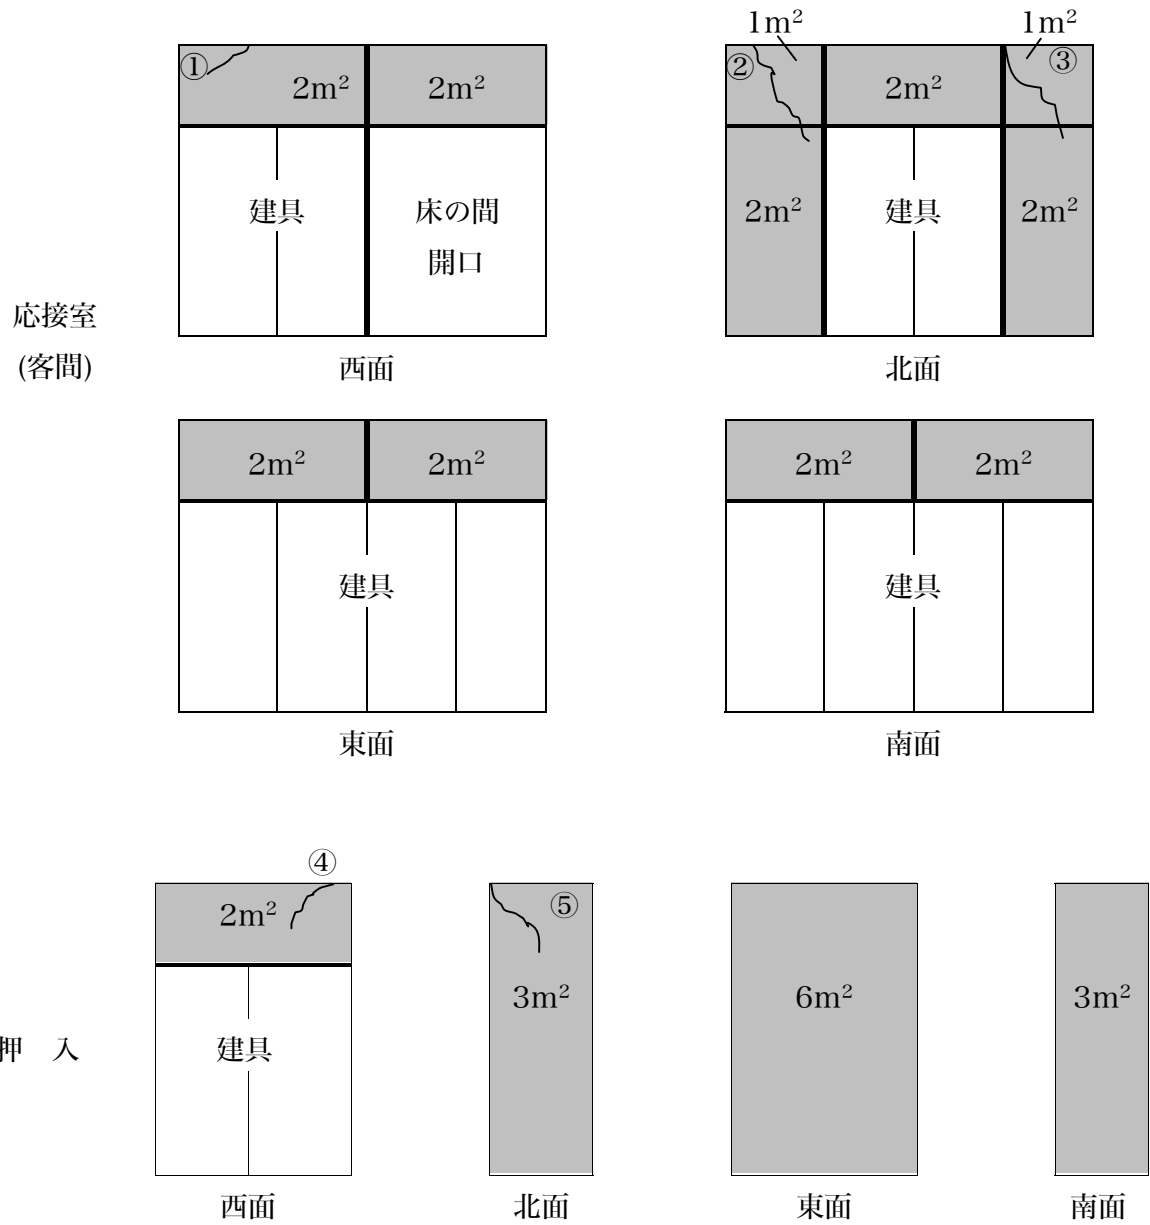 1m²
1m²
①
2m²
2m²
②
2m²
③
建具
床の間
開口
2m²
建具
2m²
応接室
(客間)
西面
北面
2m²
2m²
2m²
2m²
建具
建具
東面
南面
④
2m²
⑤
3m²
6m²
3m²
押 入
建具
西面
北面
東面
南面